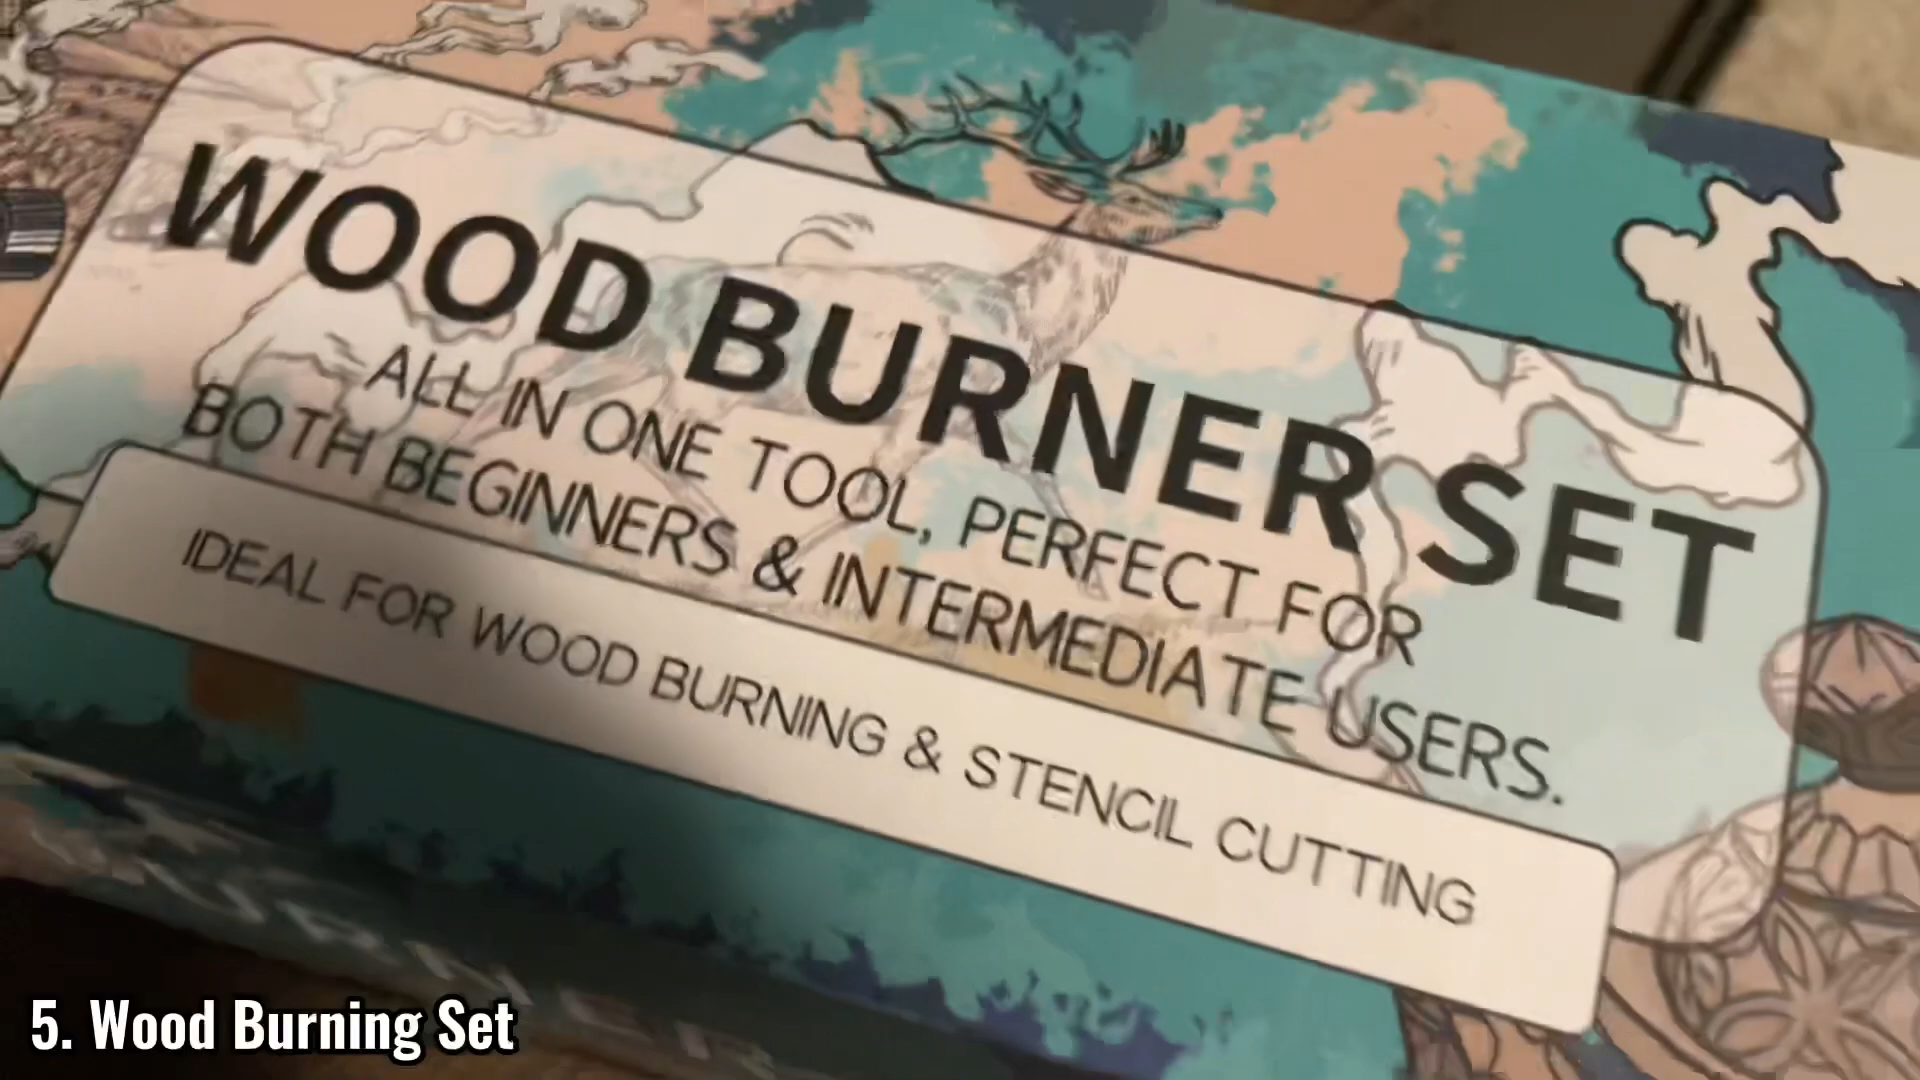 WOOD BURNER SET
ALL IN ONE TOOL, PERFECT FOR
BOTH BEGINNERS & INTERMEDIATE USERS.
IDEAL FOR WOOD BURNING & STENCIL CUTTING
5. Wood Burning Set